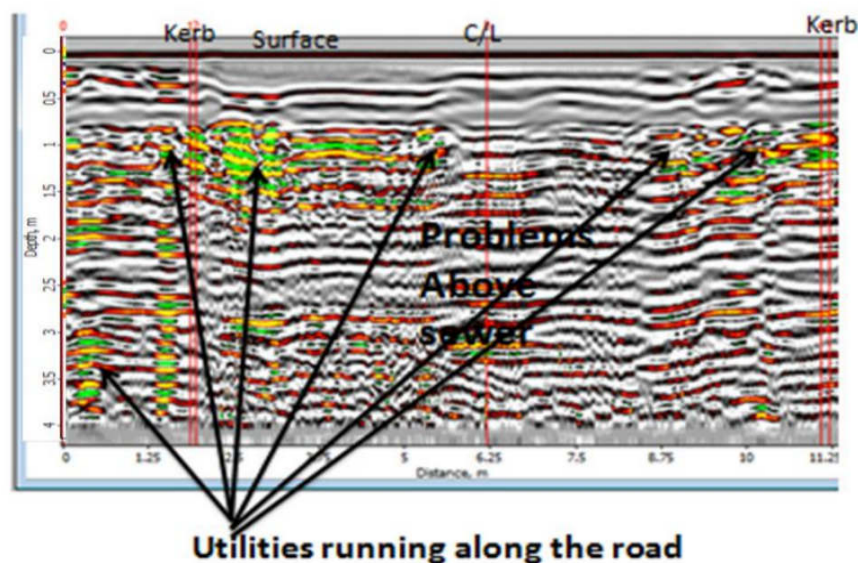 Kerb Surface C/L Kerb
0
0.5
1
1.5
2
2.5
3
3.5
4
Depth, m
Problems
Above
sewer
0 1.25 2.5 3.75 5 6.25 7.5 8.75 10 11.25
Distance, m
Utilities running along the road